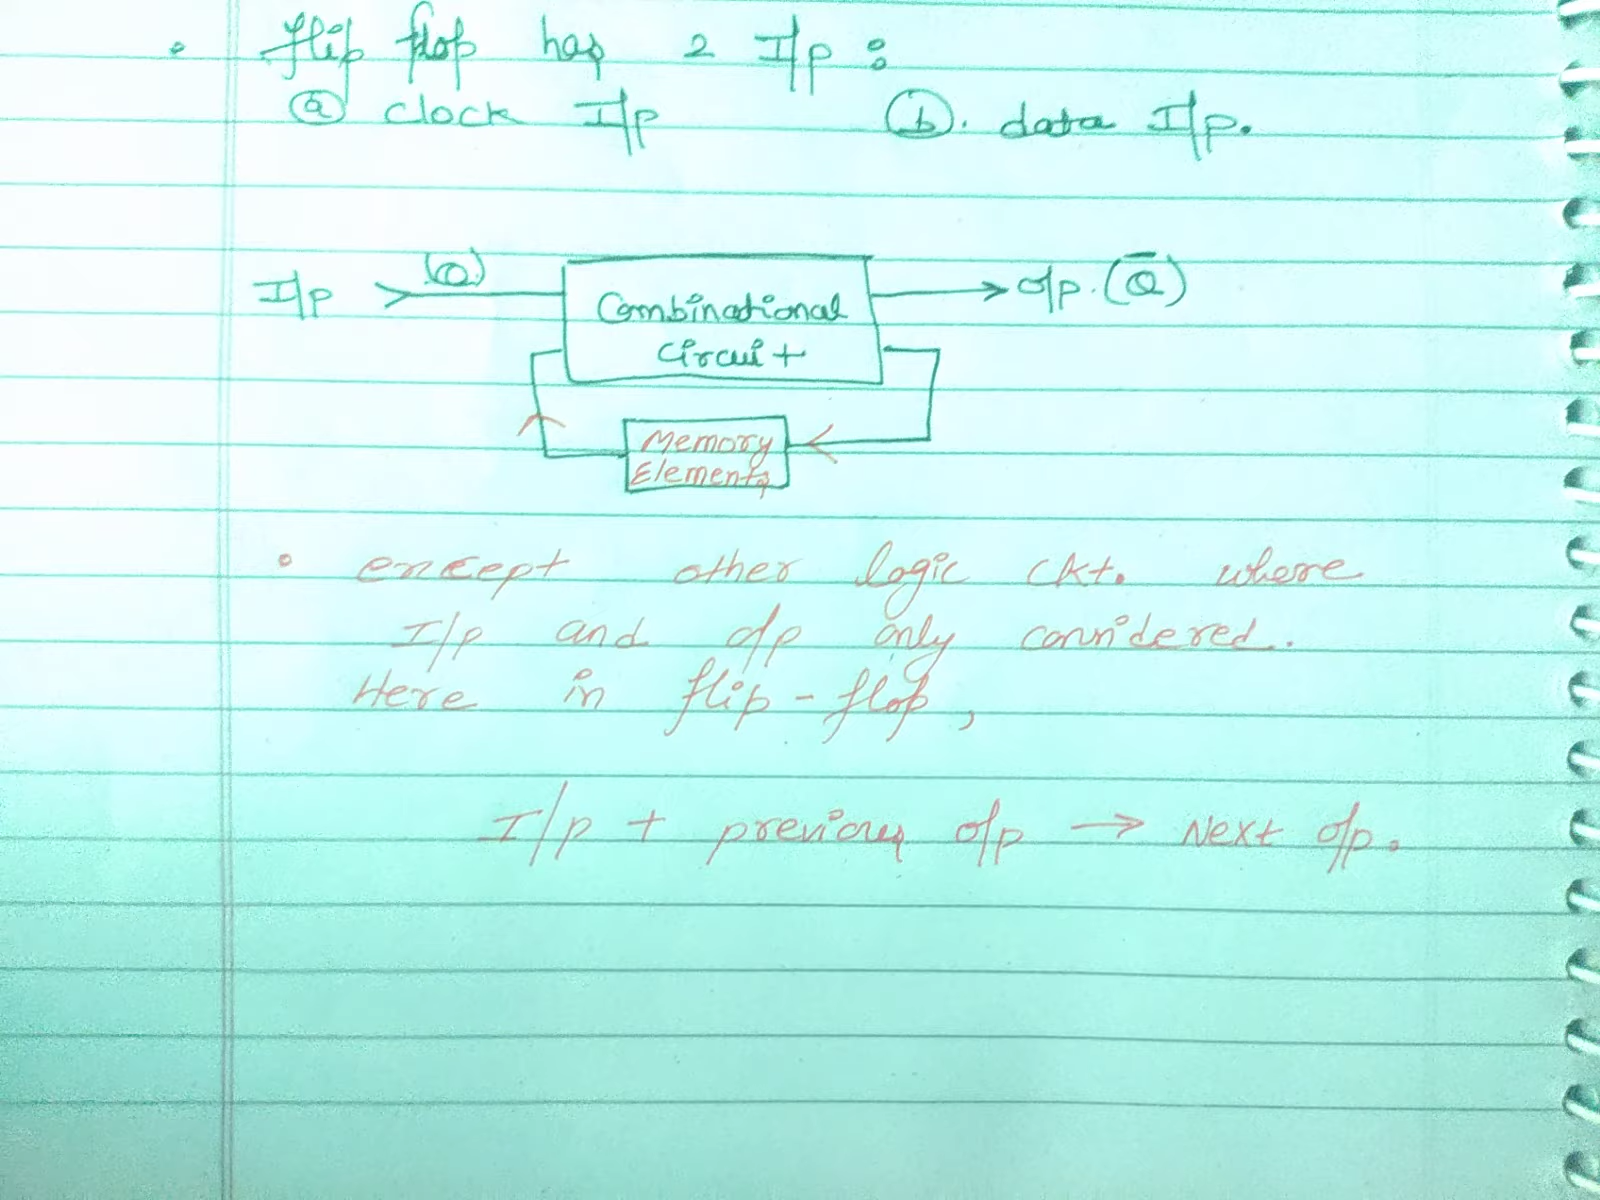 • flip flop has 2 I/p :
ⓐ clock I/p ⓑ. data I/p.
I/p (Q) Combinational o/p. (Q̅)
Circuit
Memory
Elements
• except other logic ckt. where
I/p and o/p only considered.
Here in flip-flop,
I/p + previous o/p → Next o/p.